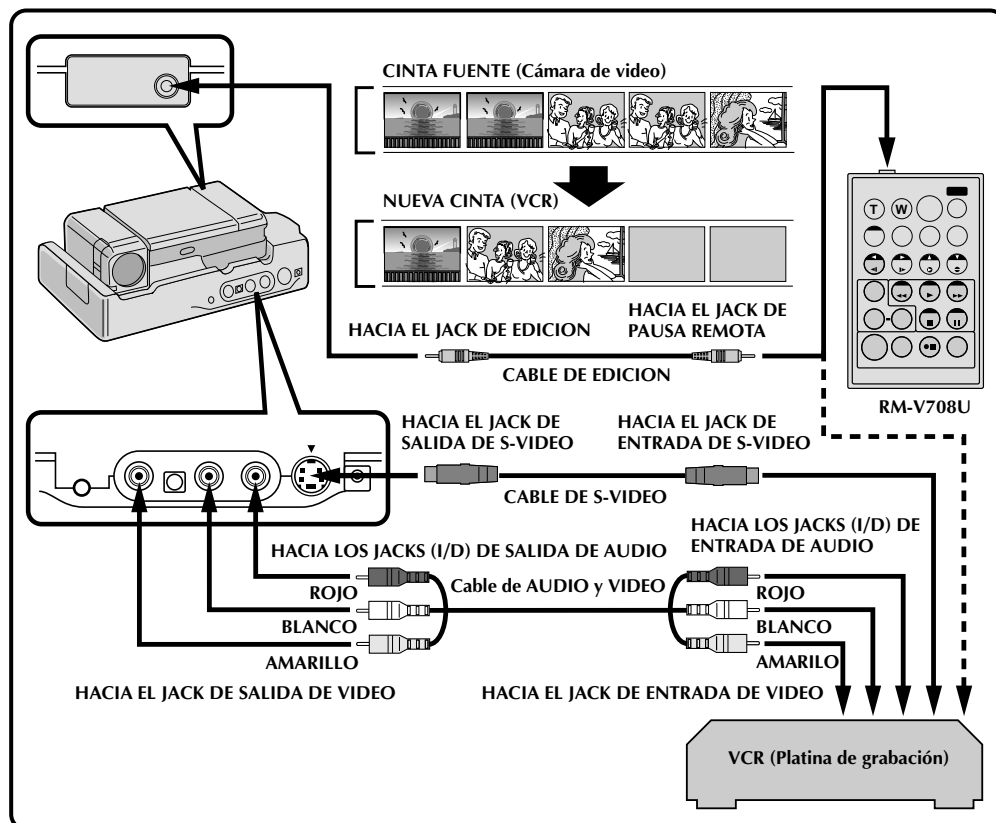 CINTA FUENTE (Cámara de video)
NUEVA CINTA (VCR)
T W
HACIA EL JACK DE EDICION
HACIA EL JACK DE
PAUSA REMOTA
CABLE DE EDICION
RM-V708U
HACIA EL JACK DE
SALIDA DE S-VIDEO
HACIA EL JACK DE
ENTRADA DE S-VIDEO
CABLE DE S-VIDEO
HACIA LOS JACKS (I/D) DE SALIDA DE AUDIO
HACIA LOS JACKS (I/D) DE
ENTRADA DE AUDIO
Cable de AUDIO y VIDEO
ROJO
BLANCO
AMARILLO
ROJO
BLANCO
AMARILO
HACIA EL JACK DE SALIDA DE VIDEO
HACIA EL JACK DE ENTRADA DE VIDEO
VCR (Platina de grabación)